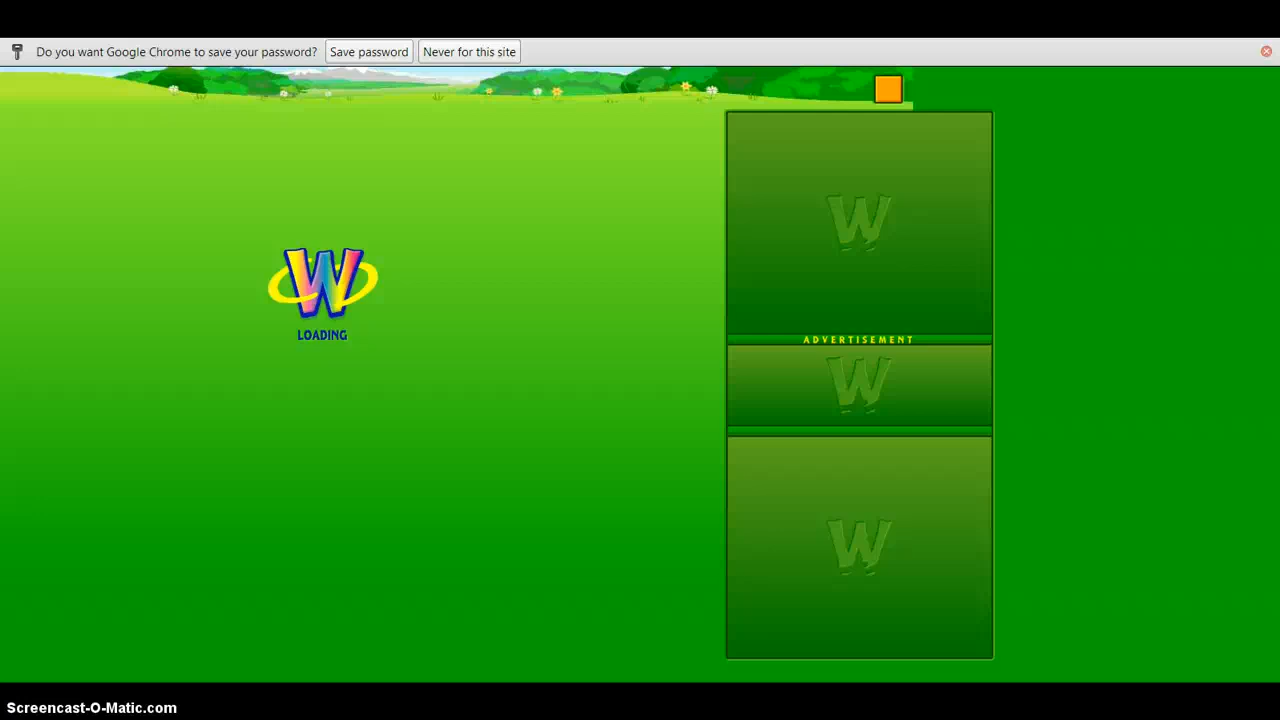 Do you want Google Chrome to save your password? Save password Never for this site
W
W
LOADING
ADVERTISEMENT
W
W
Screencast-O-Matic.com